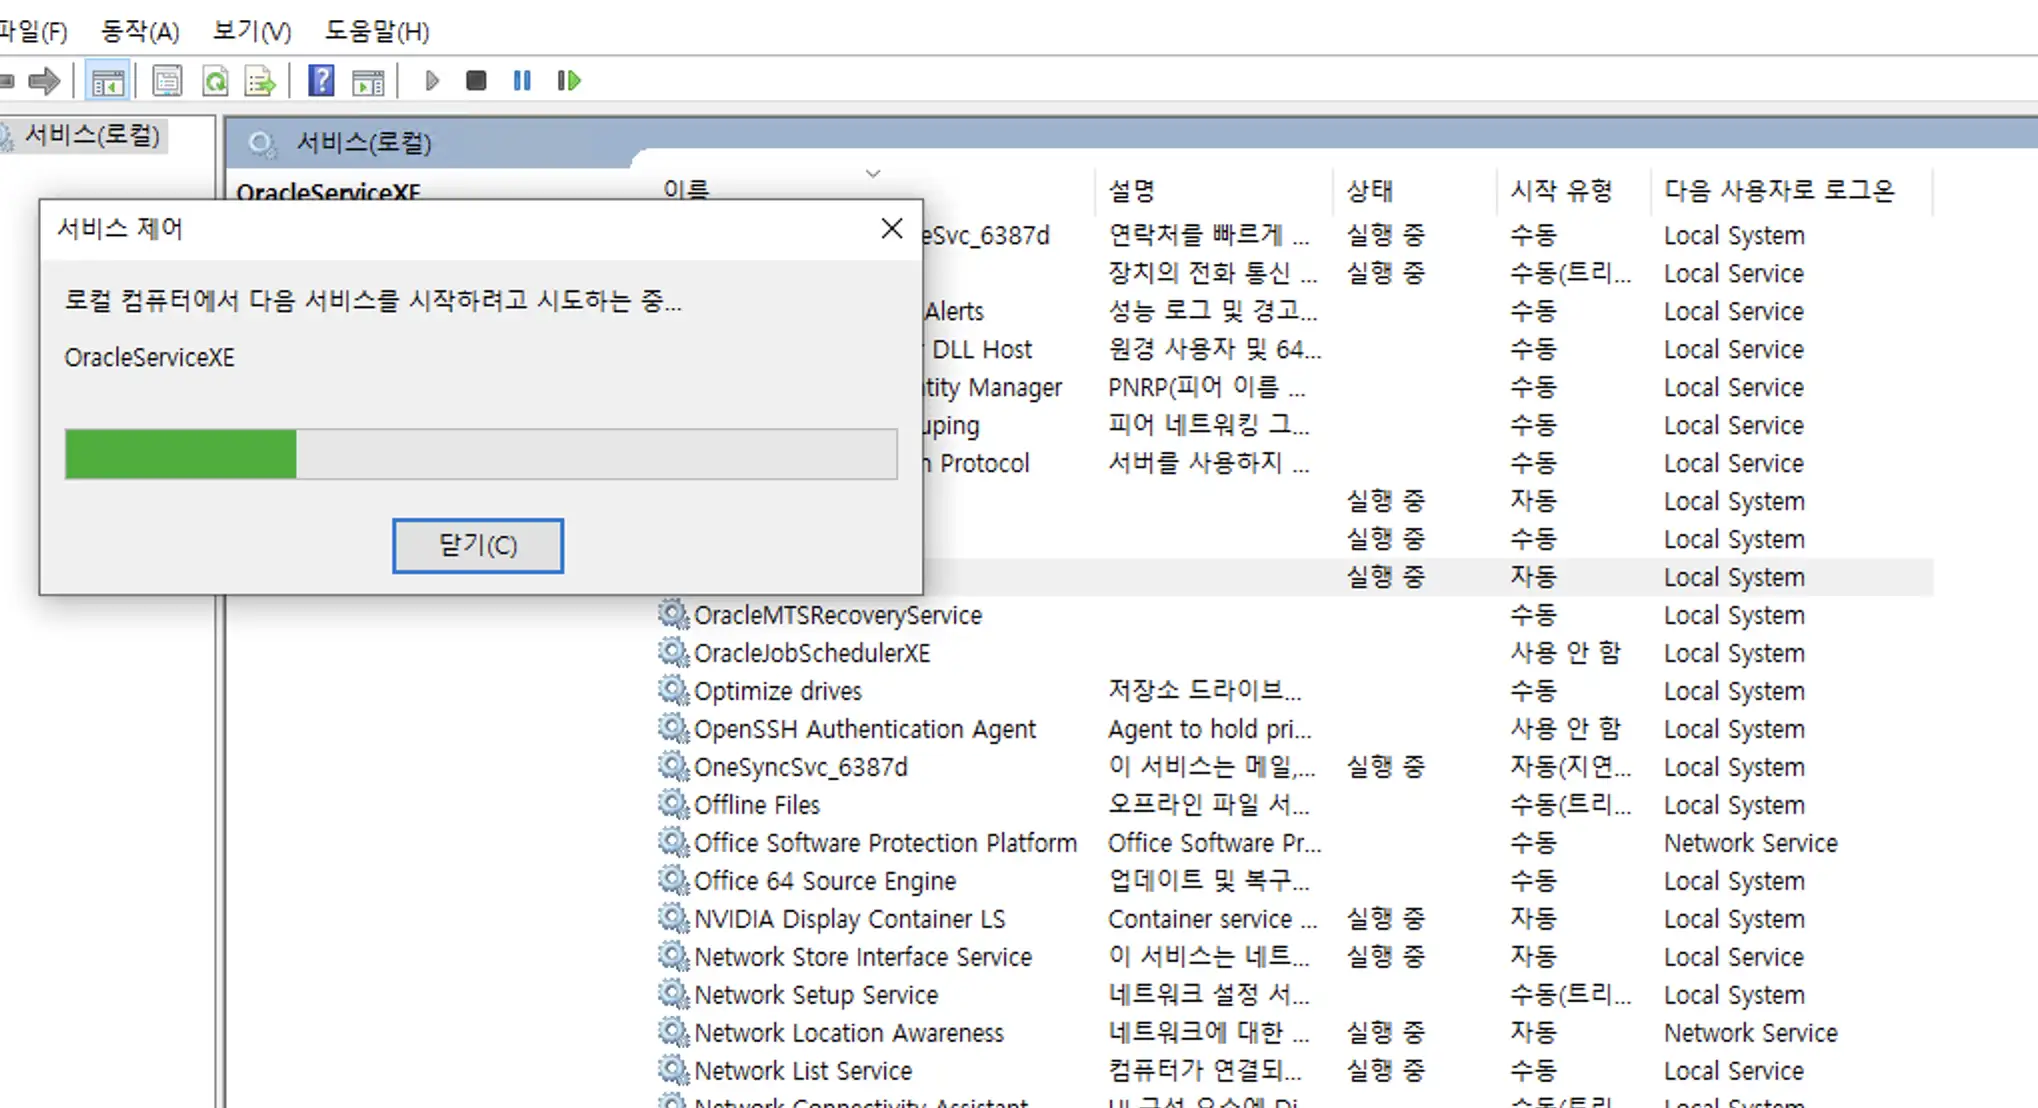 파일(F) 동작(A) 보기(V) 도움말(H)
서비스(로컬)
서비스(로컬)
OracleServiceXE
이름 설명 상태 시작 유형 다음 사용자로 로그온
서비스 제어
로컬 컴퓨터에서 다음 서비스를 시작하려고 시도하는 중...
OracleServiceXE
닫기(C)
eSvc_6387d 연락처를 빠르게 ... 실행 중 수동 Local System
장치의 전화 통신 ... 실행 중 수동(트리... Local Service
Alerts 성능 로그 및 경고... 수동 Local Service
DLL Host 원경 사용자 및 64... 수동 Local Service
ntity Manager PNRP(피어 이름 ... 수동 Local Service
uping 피어 네트워킹 그... 수동 Local Service
n Protocol 서버를 사용하지 ... 수동 Local Service
실행 중 자동 Local System
실행 중 수동 Local System
실행 중 자동 Local System
OracleMTSRecoveryService 수동 Local System
OracleJobSchedulerXE 사용 안 함 Local System
Optimize drives 저장소 드라이브... 수동 Local System
OpenSSH Authentication Agent Agent to hold pri... 사용 안 함 Local System
OneSyncSvc_6387d 이 서비스는 메일,... 실행 중 자동(지연... Local System
Offline Files 오프라인 파일 서... 수동(트리... Local System
Office Software Protection Platform Office Software Pr... 수동 Network Service
Office 64 Source Engine 업데이트 및 복구... 수동 Local System
NVIDIA Display Container LS Container service ... 실행 중 자동 Local System
Network Store Interface Service 이 서비스는 네트... 실행 중 자동 Local Service
Network Setup Service 네트워크 설정 서... 수동(트리... Local System
Network Location Awareness 네트워크에 대한 ... 실행 중 자동 Network Service
Network List Service 컴퓨터가 연결되... 실행 중 수동 Local Service
Network Connectivity Assistant UI 구성 요소에 Di... 수동(트리... Local System